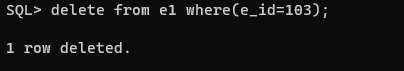 SQL> delete from e1 where(e_id=103);
1 row deleted.